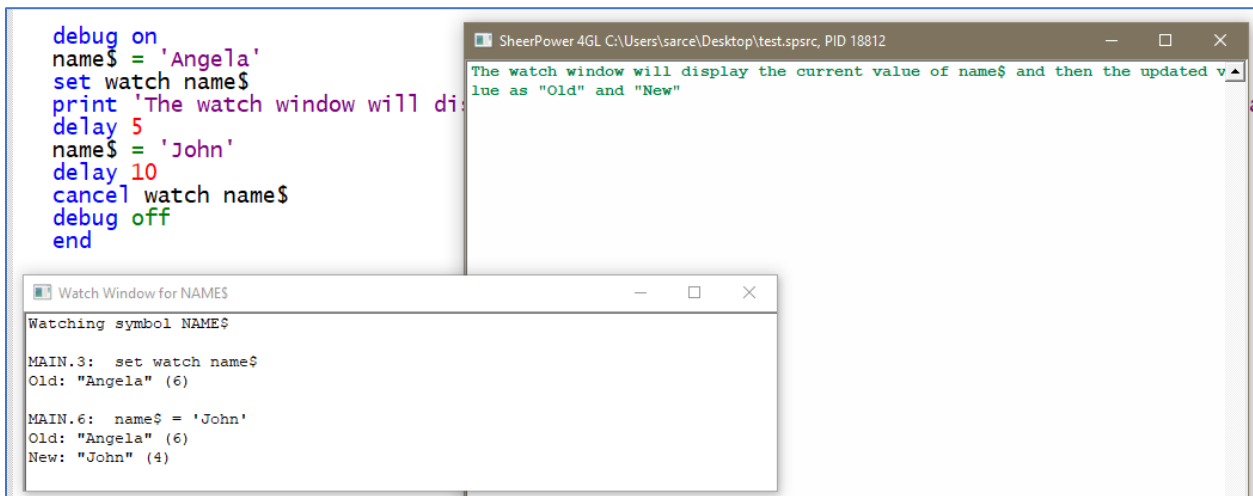 debug on
name$ = 'Angela'
set watch name$
print 'The watch window will di
delay 5
name$ = 'John'
delay 10
cancel watch name$
debug off
end
SheerPower 4GL C:\Users\sarce\Desktop\test.spsrc, PID 18812
The watch window will display the current value of name$ and then the updated v
lue as "Old" and "New"
Watch Window for NAME$
Watching symbol NAME$
MAIN.3: set watch name$
Old: "Angela" (6)
MAIN.6: name$ = 'John'
Old: "Angela" (6)
New: "John" (4)